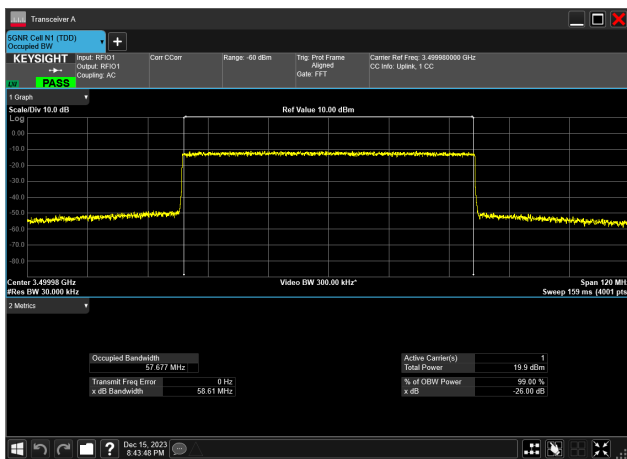 Transceiver A
5GNR Cell N1 (TDD)
Occupied BW
KEYSIGHT
PASS
Input: RFIO1
Output: RFIO1
Coupling: AC
Corr CCorr
Range: -60 dBm
Trig: Prot Frame
Aligned
Gate: FFT
Carrier Ref Freq: 3.499980000 GHz
CC Info: Uplink, 1 CC
1 Graph
Scale/Div 10.0 dB
Ref Value 10.00 dBm
Log
0.00
-10.0
-20.0
-30.0
-40.0
-50.0
-60.0
-70.0
-80.0
Center 3.49998 GHz
Video BW 300.00 kHz*
Span 120 MH
#Res BW 30.000 kHz
Sweep 159 ms (4001 pts
2 Metrics
Occupied Bandwidth
57.677 MHz
Transmit Freq Error 0 Hz
x dB Bandwidth 58.61 MHz
Active Carrier(s) 1
Total Power 19.9 dBm
% of OBW Power 99.00 %
x dB -26.00 dB
Dec 15, 2023
8:43:48 PM